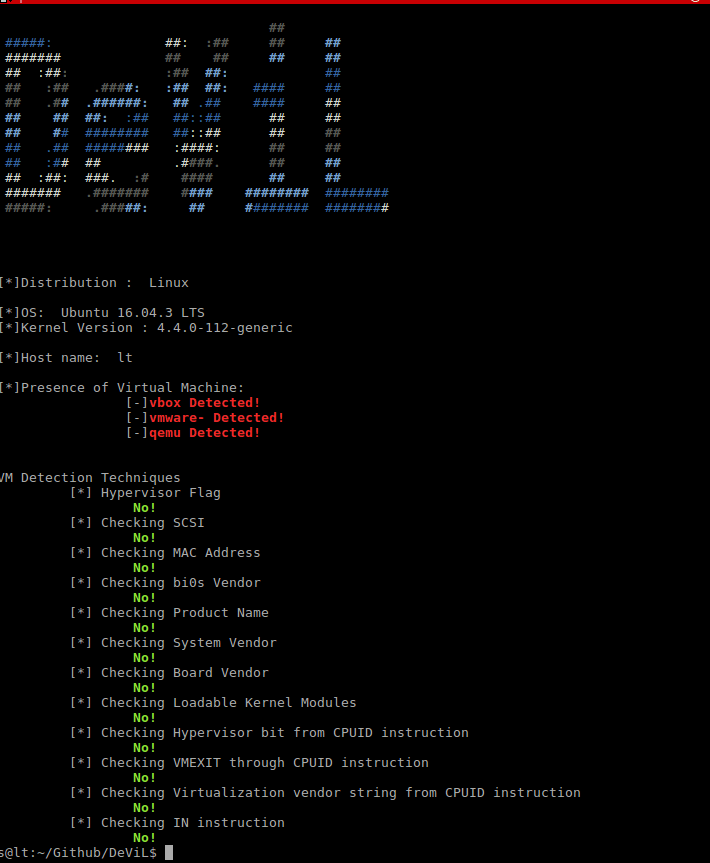 [*]Distribution :  Linux
[*]OS:  Ubuntu 16.04.3 LTS
[*]Kernel Version : 4.4.0-112-generic
[*]Host name:  lt
[*]Presence of Virtual Machine:
[-]vbox Detected!
[-]vmware- Detected!
[-]qemu Detected!
VM Detection Techniques
[*] Hypervisor Flag
No!
[*] Checking SCSI
No!
[*] Checking MAC Address
No!
[*] Checking bi0s Vendor
No!
[*] Checking Product Name
No!
[*] Checking System Vendor
No!
[*] Checking Board Vendor
No!
[*] Checking Loadable Kernel Modules
No!
[*] Checking Hypervisor bit from CPUID instruction
No!
[*] Checking VMEXIT through CPUID instruction
No!
[*] Checking Virtualization vendor string from CPUID instruction
No!
[*] Checking IN instruction
No!
s@lt:~/Github/DeViL$